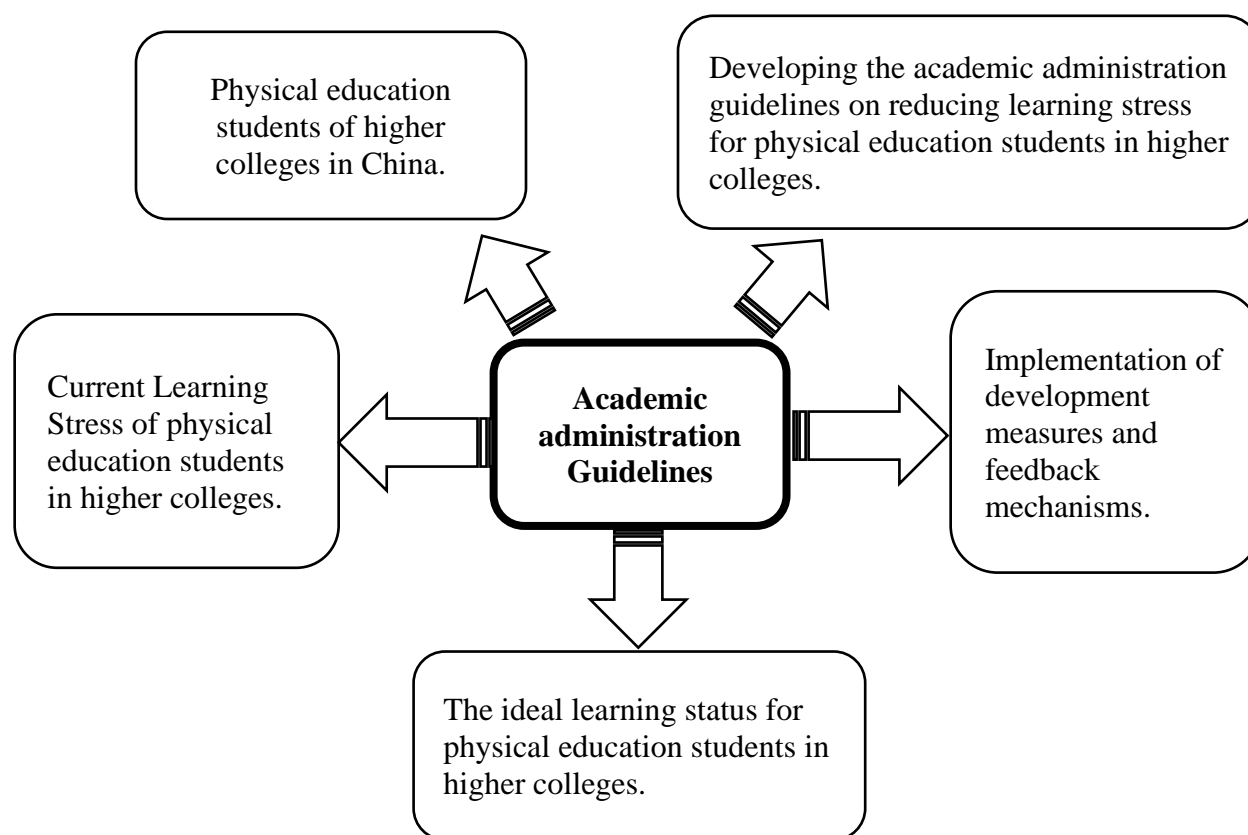 Physical education
students of higher
colleges in China.
Developing the academic administration
guidelines on reducing learning stress
for physical education students in higher
colleges.
Current Learning
Stress of physical
education students
in higher colleges.
Academic
administration
Guidelines
Implementation of
development
measures and
feedback
mechanisms.
The ideal learning status for
physical education students in
higher colleges.